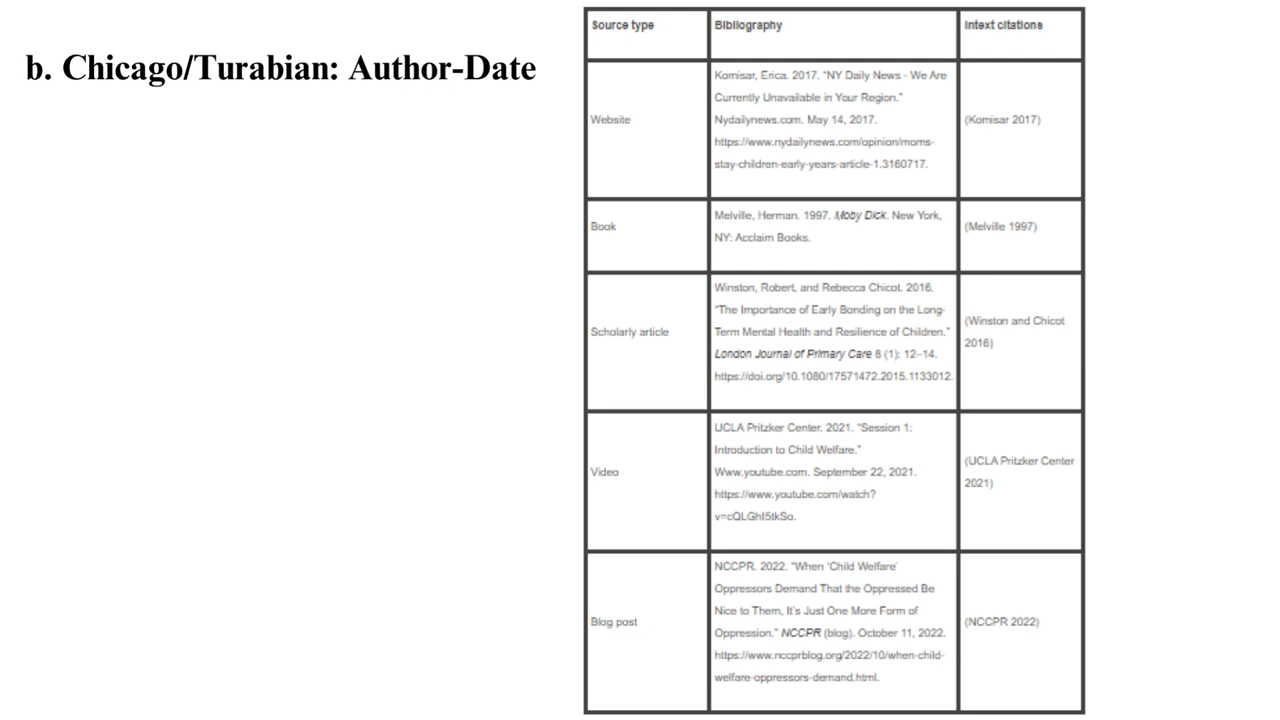 b. Chicago/Turabian: Author-Date
Source type
Bibliography
Intext citations
Website
Komisar, Erica. 2017. “NY Daily News - We Are
Currently Unavailable in Your Region.”
Nydailynews.com. May 14, 2017.
https://www.nydailynews.com/opinion/moms-
stay-children-early-years-article-1.3160717.
(Komisar 2017)
Book
Melville, Herman. 1997. Moby Dick. New York,
NY: Acclaim Books.
(Melville 1997)
Scholarly article
Winston, Robert, and Rebecca Chicot. 2016.
“The Importance of Early Bonding on the Long-
Term Mental Health and Resilience of Children.”
London Journal of Primary Care 8 (1): 12–14.
https://doi.org/10.1080/17571472.2015.1133012.
(Winston and Chicot
2016)
Video
UCLA Pritzker Center. 2021. “Session 1:
Introduction to Child Welfare.”
Www.youtube.com. September 22, 2021.
https://www.youtube.com/watch?
v=cQLGhI5tkSo.
(UCLA Pritzker Center
2021)
Blog post
NCCPR. 2022. “When ‘Child Welfare’
Oppressors Demand That the Oppressed Be
Nice to Them, It’s Just One More Form of
Oppression.” NCCPR (blog). October 11, 2022.
https://www.nccprblog.org/2022/10/when-child-
welfare-oppressors-demand.html.
(NCCPR 2022)